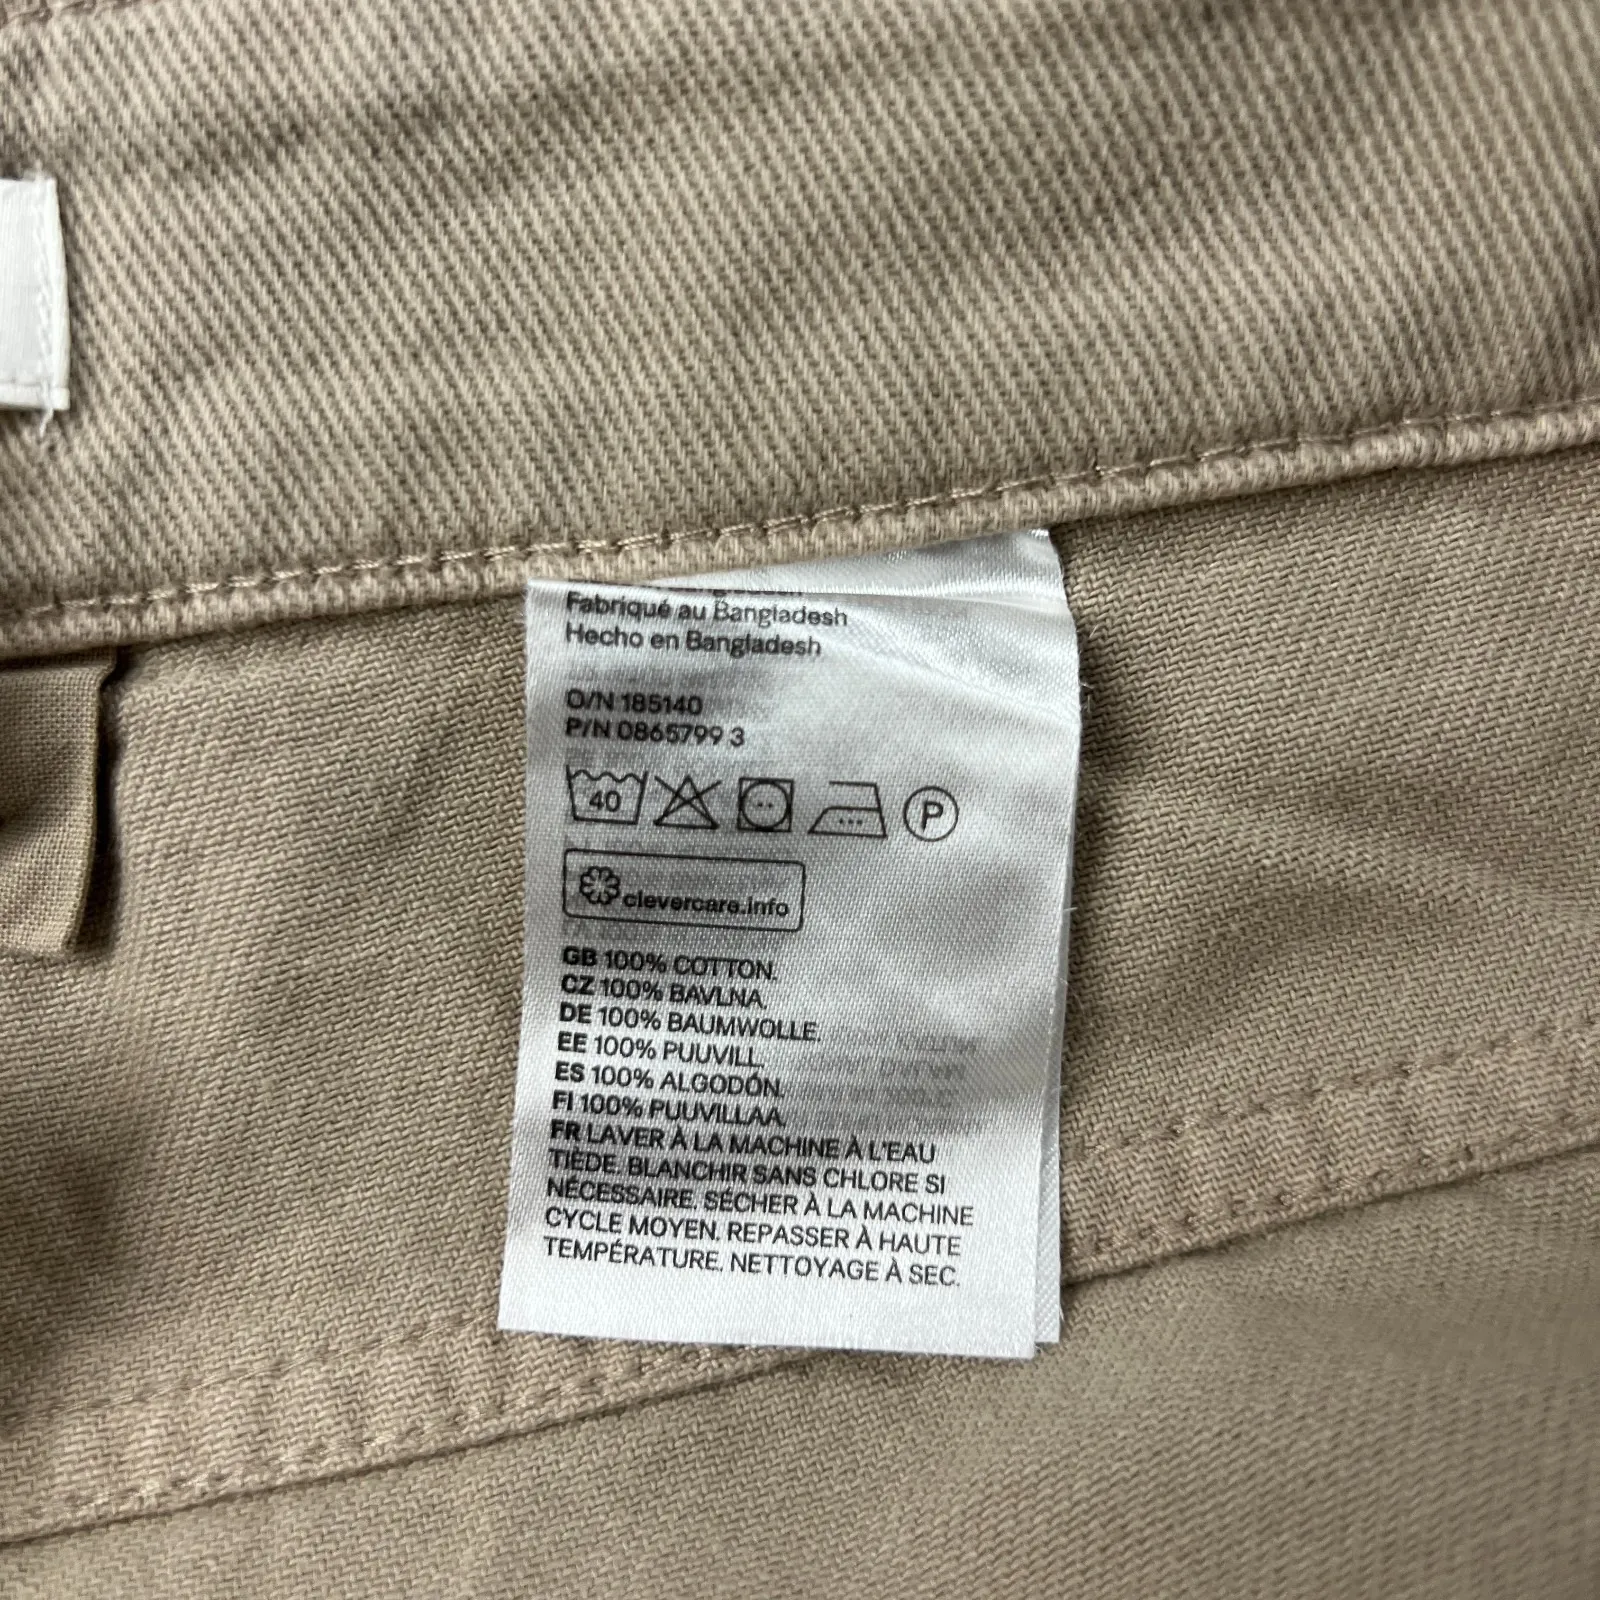 Fabriqué au Bangladesh
Hecho en Bangladesh
O/N 185140
P/N 0865799 3
40
P
clevercare.info
GB 100% COTTON.
CZ 100% BAVLNA.
DE 100% BAUMWOLLE.
EE 100% PUUVILL.
ES 100% ALGODÓN.
FI 100% PUUVILLAA.
FR LAVER À LA MACHINE À L'EAU
TIÈDE. BLANCHIR SANS CHLORE SI
NÉCESSAIRE. SÉCHER À LA MACHINE
CYCLE MOYEN. REPASSER À HAUTE
TEMPÉRATURE. NETTOYAGE À SEC.